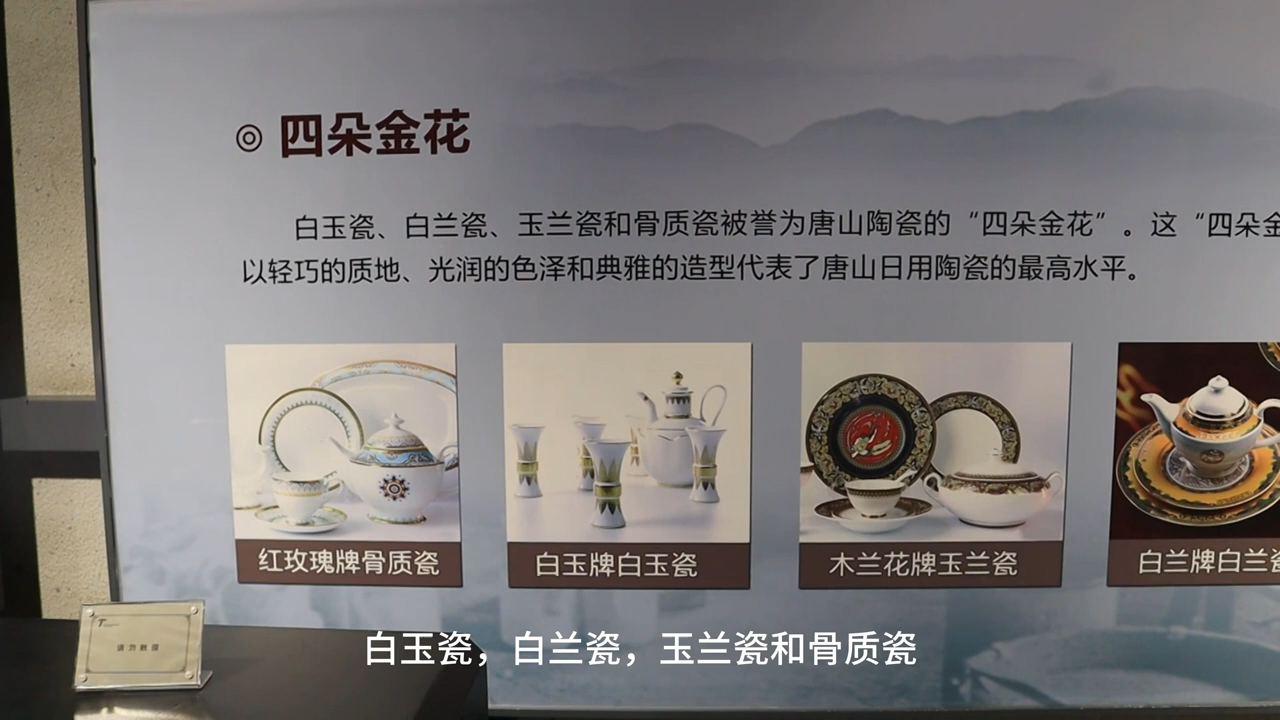 ◎ 四朵金花
白玉瓷、白兰瓷、玉兰瓷和骨质瓷被誉为唐山陶瓷的“四朵金花”。这“四朵金
以轻巧的质地、光润的色泽和典雅的造型代表了唐山日用陶瓷的最高水平。
红玫瑰牌骨质瓷
白玉牌白玉瓷
木兰花牌玉兰瓷
白兰牌白兰瓷
请勿触摸
白玉瓷，白兰瓷，玉兰瓷和骨质瓷